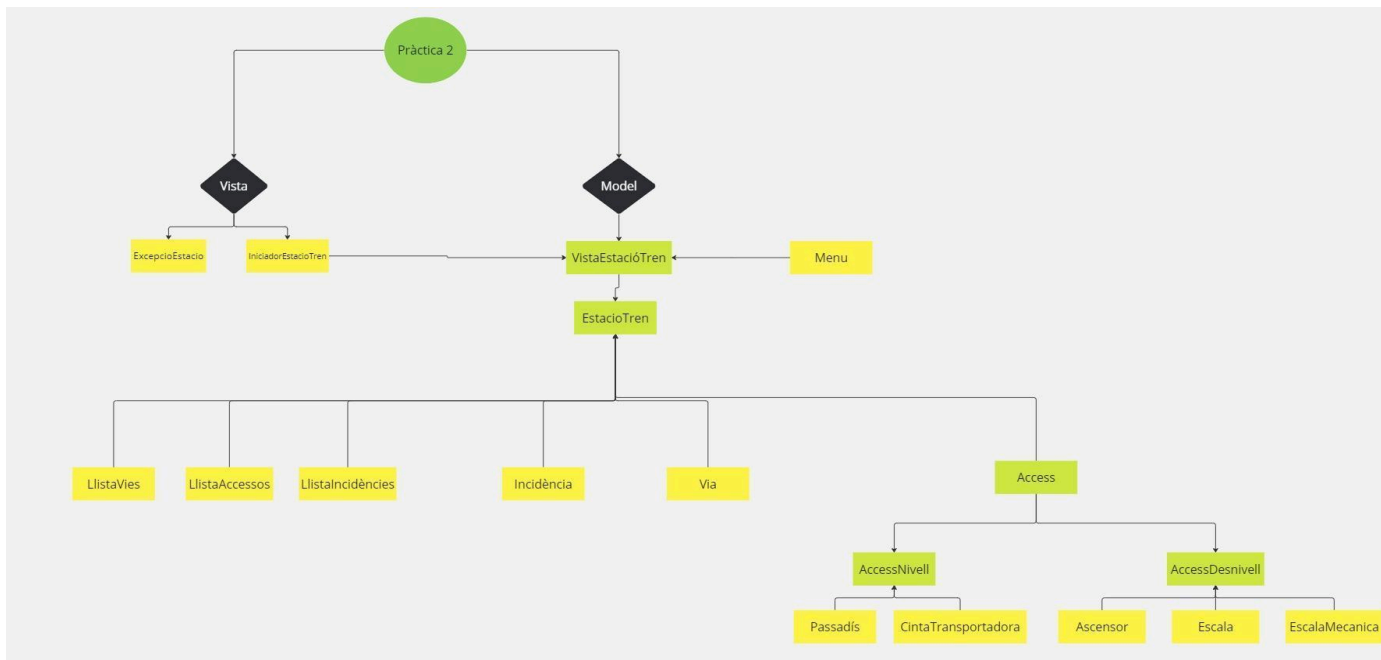 Pràctica 2
Vista
Model
ExcepcioEstacio
IniciadorEstacioTren
VistaEstacióTren
Menu
EstacioTren
LlistaVies
LlistaAccessos
LlistaIncidències
Incidència
Via
Access
AccessNivell
AccessDesnivell
Passadís
CintaTransportadora
Ascensor
Escala
EscalaMecanica